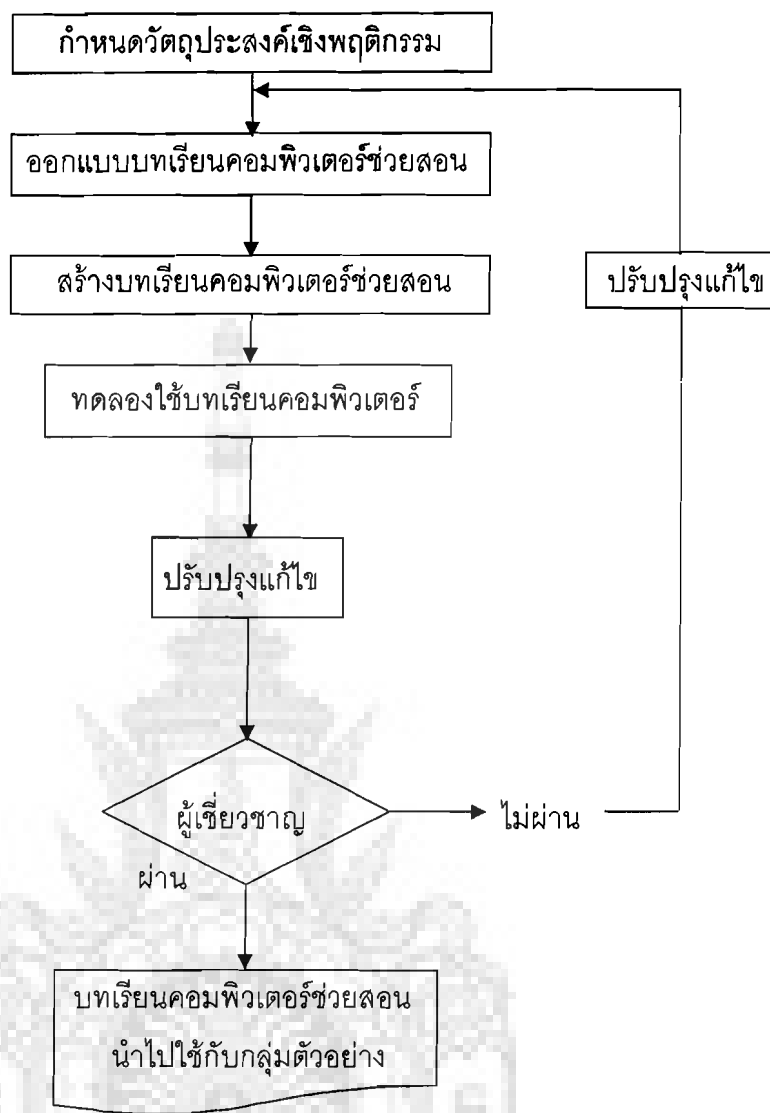 กำหนดวัตถุประสงค์เชิงพฤติกรรม
ออกแบบบทเรียนคอมพิวเตอร์ช่วยสอน
สร้างบทเรียนคอมพิวเตอร์ช่วยสอน
ปรับปรุงแก้ไข
ทดลองใช้บทเรียนคอมพิวเตอร์
ปรับปรุงแก้ไข
ผู้เชี่ยวชาญ
ไม่ผ่าน
ผ่าน
บทเรียนคอมพิวเตอร์ช่วยสอน
นำไปใช้กับกลุ่มตัวอย่าง